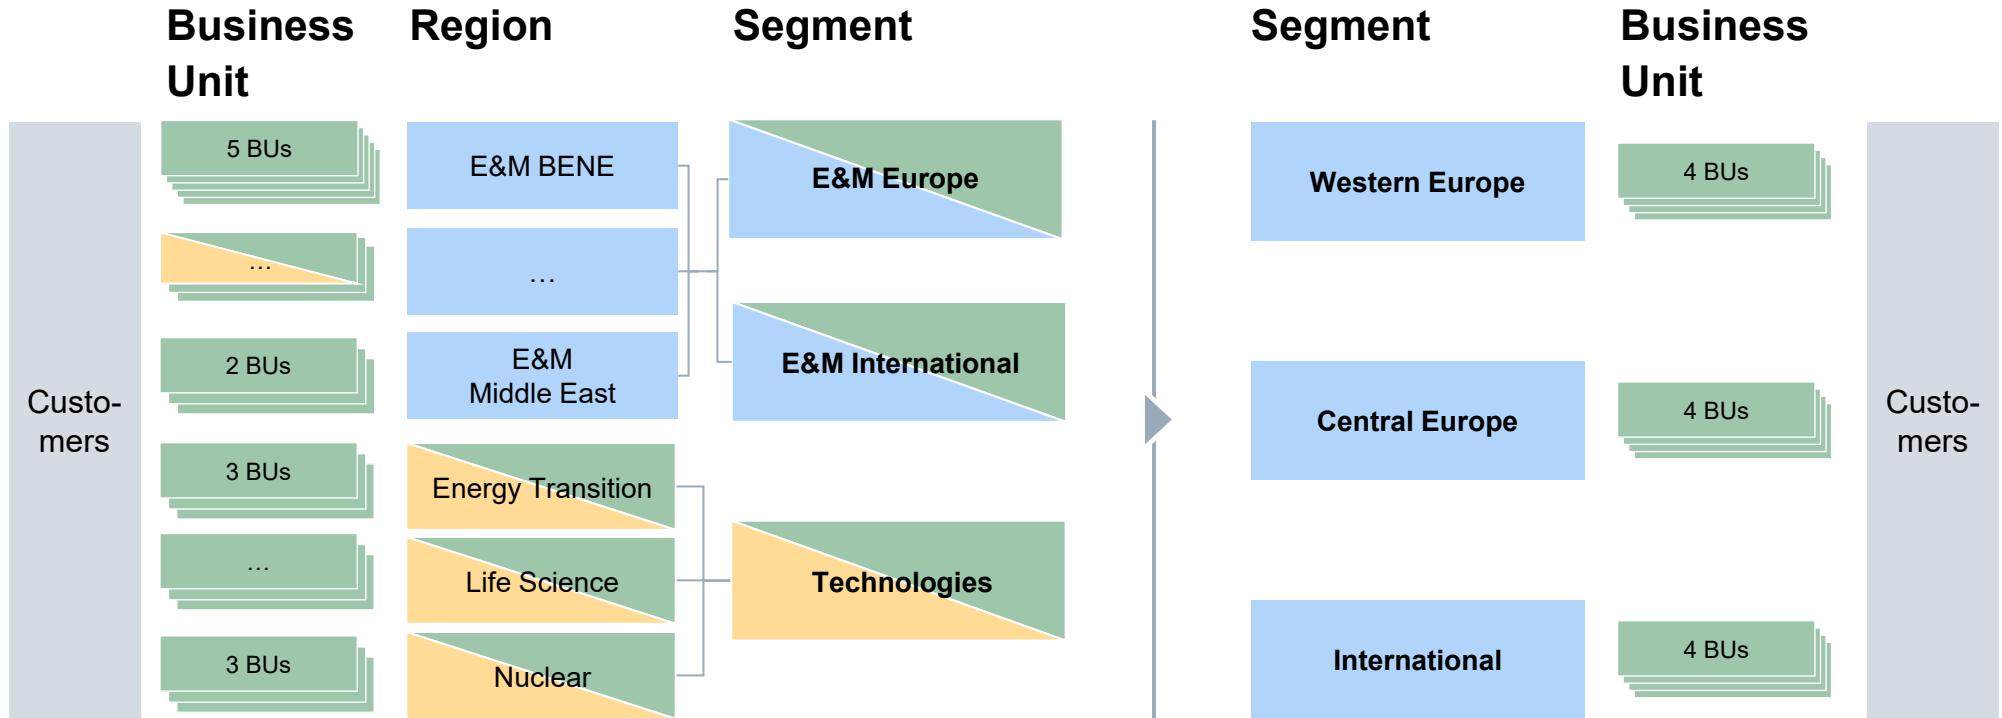 Business
Unit
Region
Segment
Segment
Business
Unit
Custo-
mers
5 BUs
…
2 BUs
3 BUs
…
3 BUs
E&M BENE
…
E&M
Middle East
Energy Transition
Life Science
Nuclear
E&M Europe
E&M International
Technologies
Western Europe
Central Europe
International
4 BUs
4 BUs
4 BUs
Custo-
mers